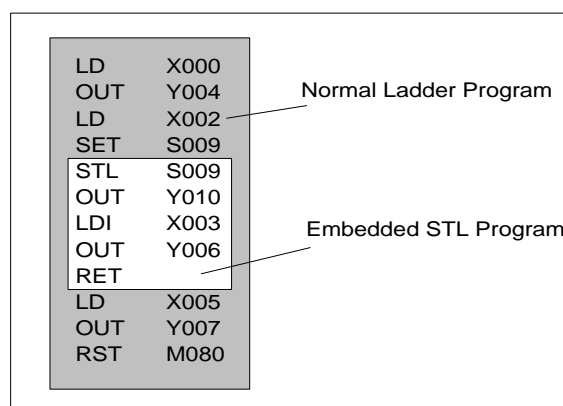 LD X000
OUT Y004
LD X002
SET S009
STL S009
OUT Y010
LDI X003
OUT Y006
RET
LD X005
OUT Y007
RST M080
Normal Ladder Program
Embedded STL Program